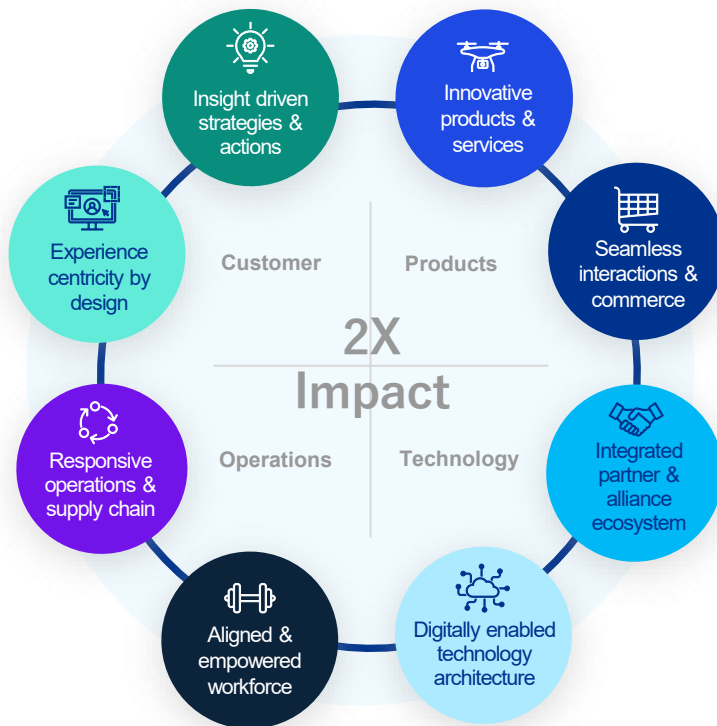 Insight driven
strategies &
actions
Innovative
products &
services
Experience
centricity by
design
Seamless
interactions &
commerce
Customer
Products
2X
Impact
Operations
Technology
Responsive
operations &
supply chain
Integrated
partner &
alliance
ecosystem
Aligned &
empowered
workforce
Digitally enabled
technology
architecture